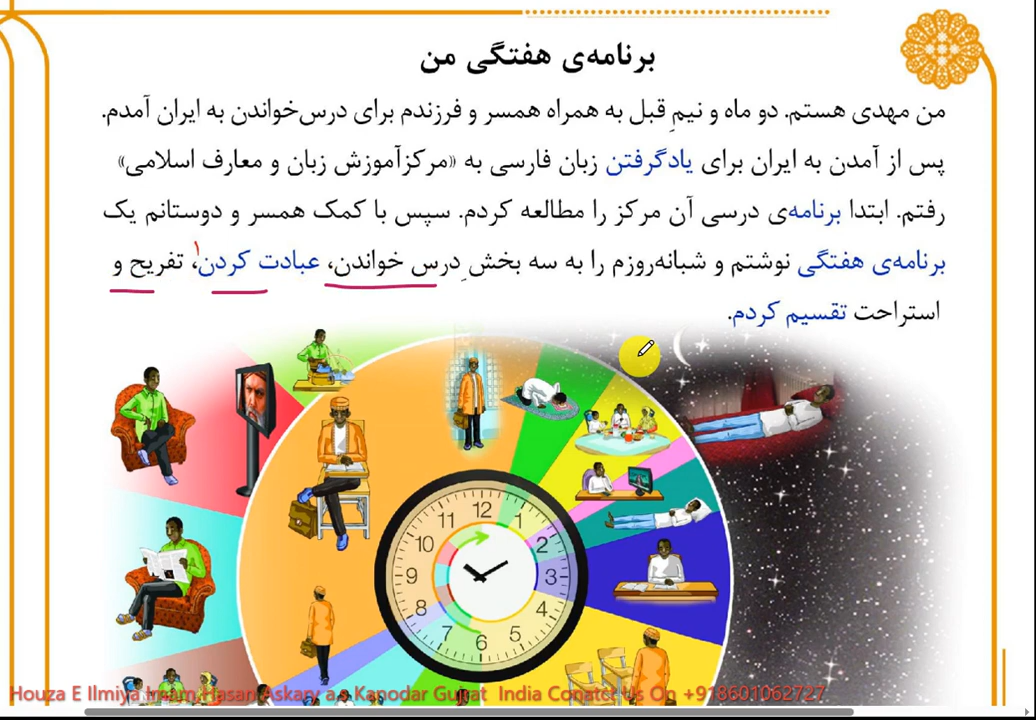 برنامه‌ی هفتگی من
من مهدی هستم. دو ماه و نیمِ قبل به همراه همسر و فرزندم برای درس‌خواندن به ایران آمدم.
پس از آمدن به ایران برای یادگرفتن زبان فارسی به «مرکزآموزش زبان و معارف اسلامی»
رفتم. ابتدا برنامه‌ی درسی آن مرکز را مطالعه کردم. سپس با کمک همسر و دوستانم یک
برنامه‌ی هفتگی نوشتم و شبانه‌روزم را به سه بخشِ درس خواندن، عبادت کردن۱، تفریح و
استراحت تقسیم کردم.
12
11 1
10 2
9 3
8 4
7 5
6
Houza E Ilmiya Imam Hasan Askary a.s Kanodar Gujrat India Conatct Us On +918601062727